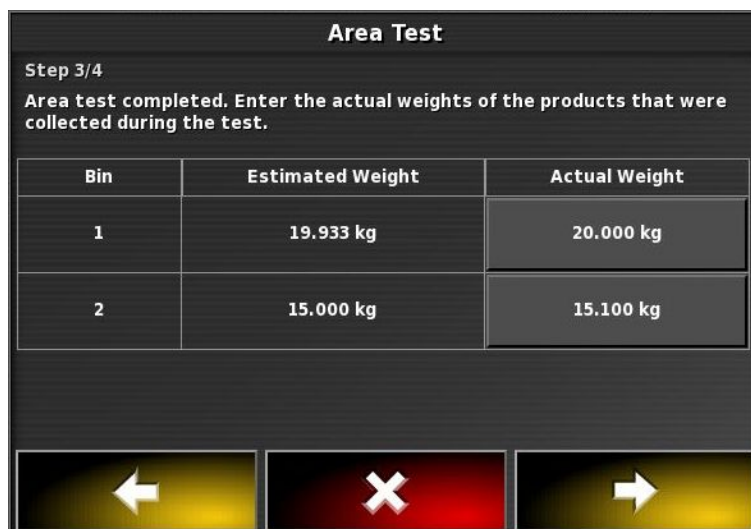 Area Test
Step 3/4
Area test completed. Enter the actual weights of the products that were
collected during the test.
Bin Estimated Weight Actual Weight
1 19.933 kg 20.000 kg
2 15.000 kg 15.100 kg